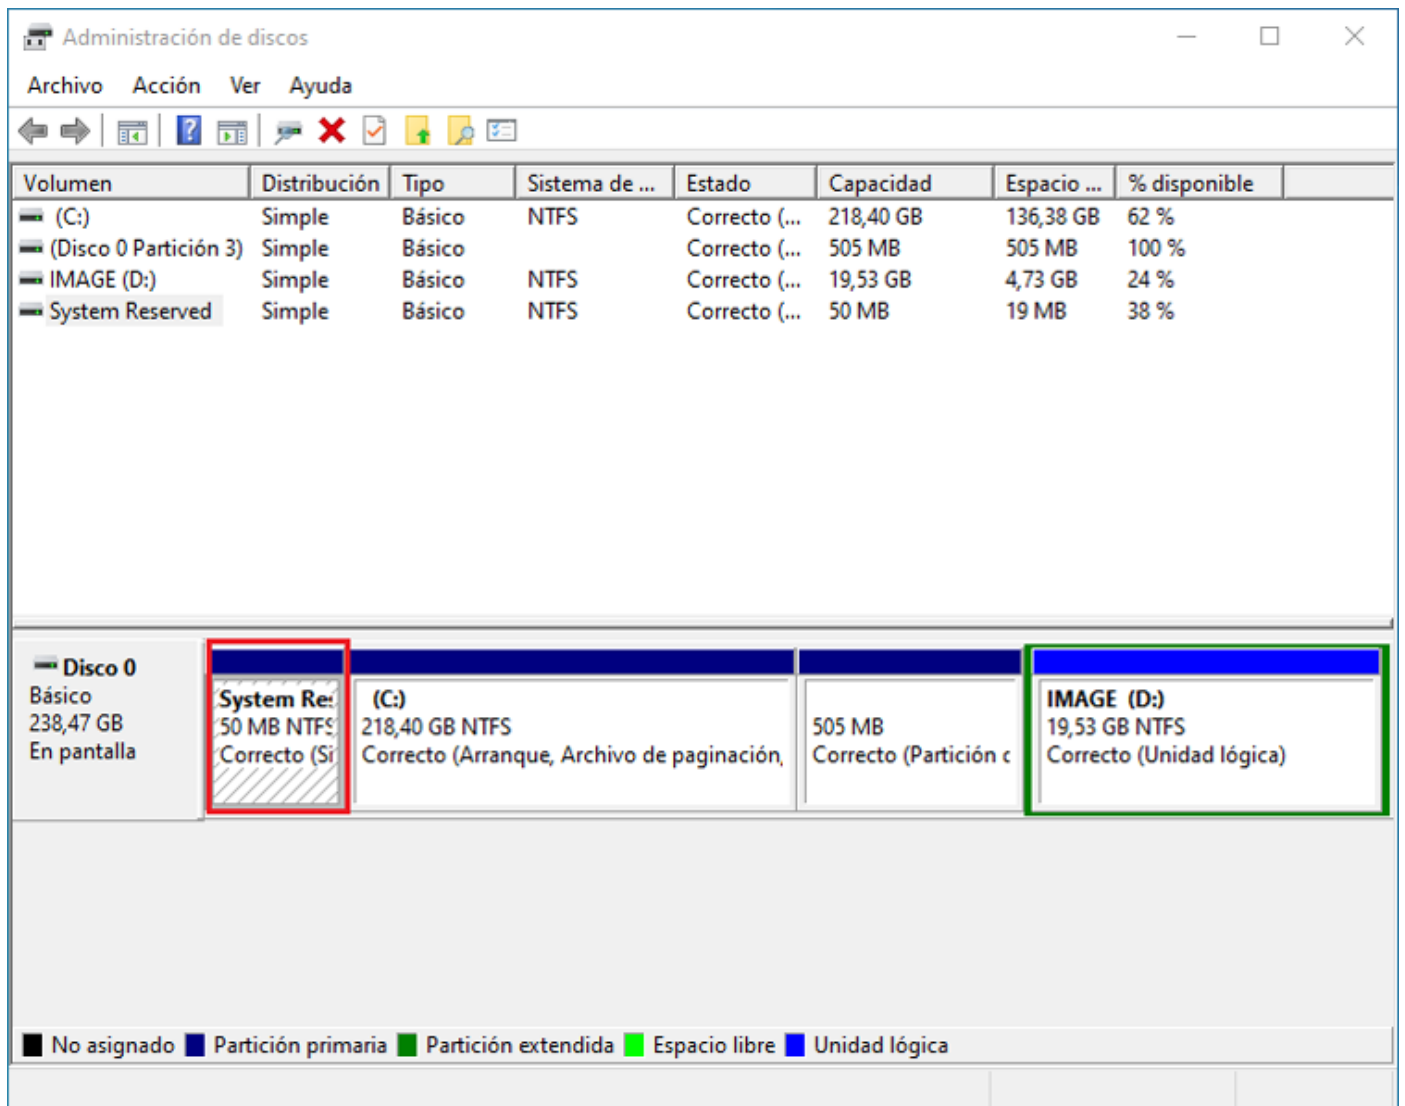 Administración de discos
Archivo Acción Ver Ayuda
Volumen Distribución Tipo Sistema de ... Estado Capacidad Espacio ... % disponible
(C:) Simple Básico NTFS Correcto (... 218,40 GB 136,38 GB 62 %
(Disco 0 Partición 3) Simple Básico Correcto (... 505 MB 505 MB 100 %
IMAGE (D:) Simple Básico NTFS Correcto (... 19,53 GB 4,73 GB 24 %
System Reserved Simple Básico NTFS Correcto (... 50 MB 19 MB 38 %
Disco 0
Básico
238,47 GB
En pantalla
System Res
50 MB NTFS
Correcto (Si
(C:)
218,40 GB NTFS
Correcto (Arranque, Archivo de paginación,
505 MB
Correcto (Partición c
IMAGE (D:)
19,53 GB NTFS
Correcto (Unidad lógica)
No asignado Partición primaria Partición extendida Espacio libre Unidad lógica